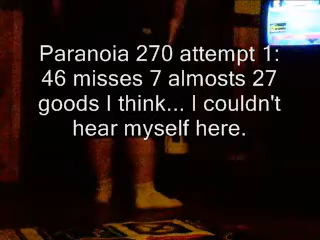 Paranoia 270 attempt 1:
46 misses 7 almosts 27
goods I think... I couldn't
hear myself here.